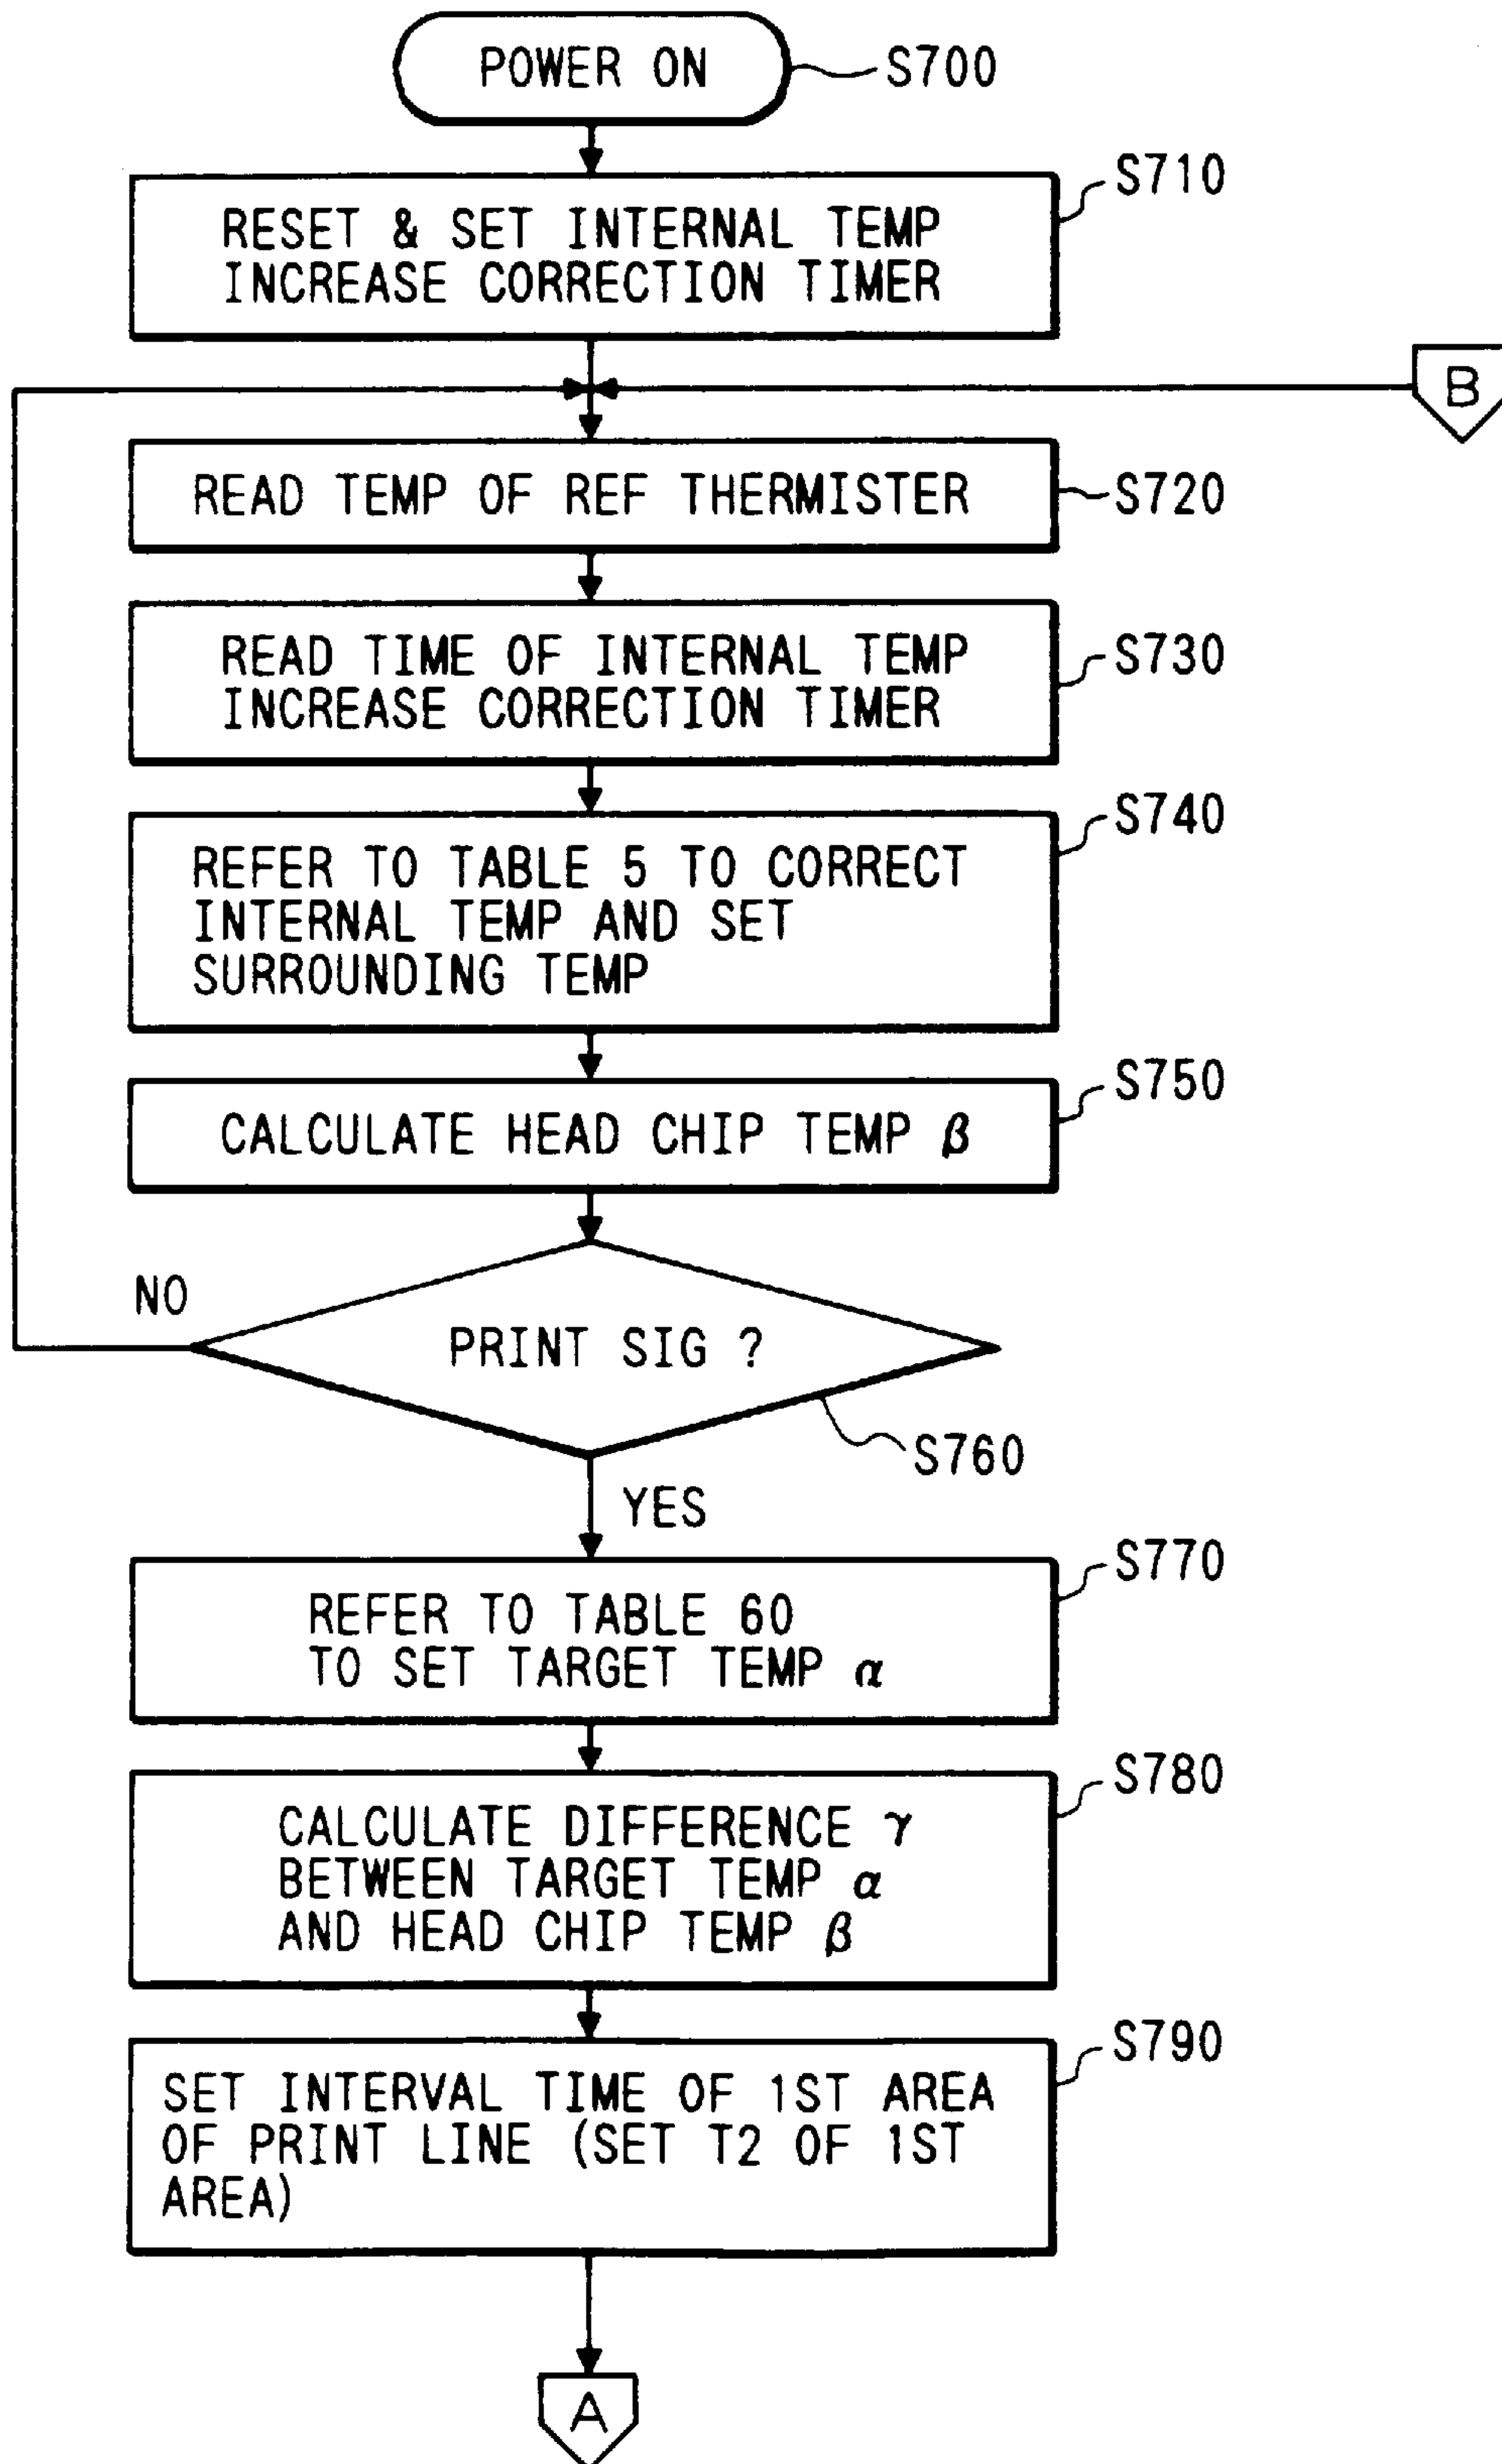 POWER ON
S700
S710
RESET & SET INTERNAL TEMP
INCREASE CORRECTION TIMER
B
READ TEMP OF REF THERMISTER
S720
READ TIME OF INTERNAL TEMP
INCREASE CORRECTION TIMER
S730
S740
REFER TO TABLE 5 TO CORRECT
INTERNAL TEMP AND SET
SURROUNDING TEMP
S750
CALCULATE HEAD CHIP TEMP β
NO
PRINT SIG ?
S760
YES
S770
REFER TO TABLE 60
TO SET TARGET TEMP α
S780
CALCULATE DIFFERENCE γ
BETWEEN TARGET TEMP α
AND HEAD CHIP TEMP β
S790
SET INTERVAL TIME OF 1ST AREA
OF PRINT LINE (SET T2 OF 1ST
AREA)
A